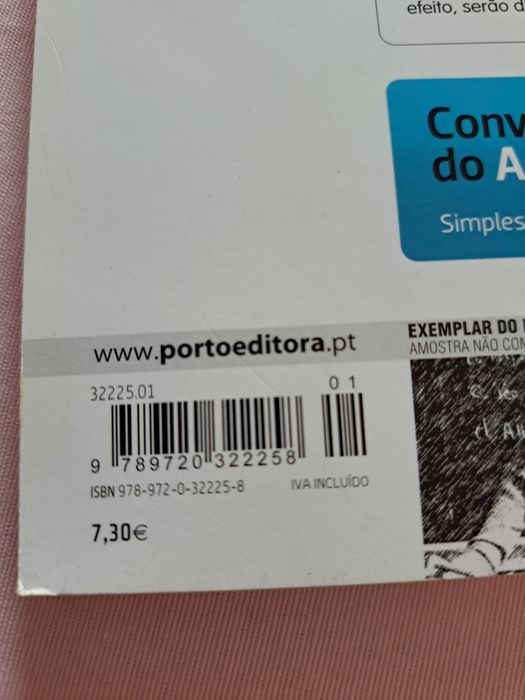 efeito, serão d
Conv
do A
Simples
www.portoeditora.pt
EXEMPLAR DO
AMOSTRA NÃO CON
32225.01
01
9 789720 322258
ISBN 978-972-0-32225-8
IVA INCLUÍDO
7,30€